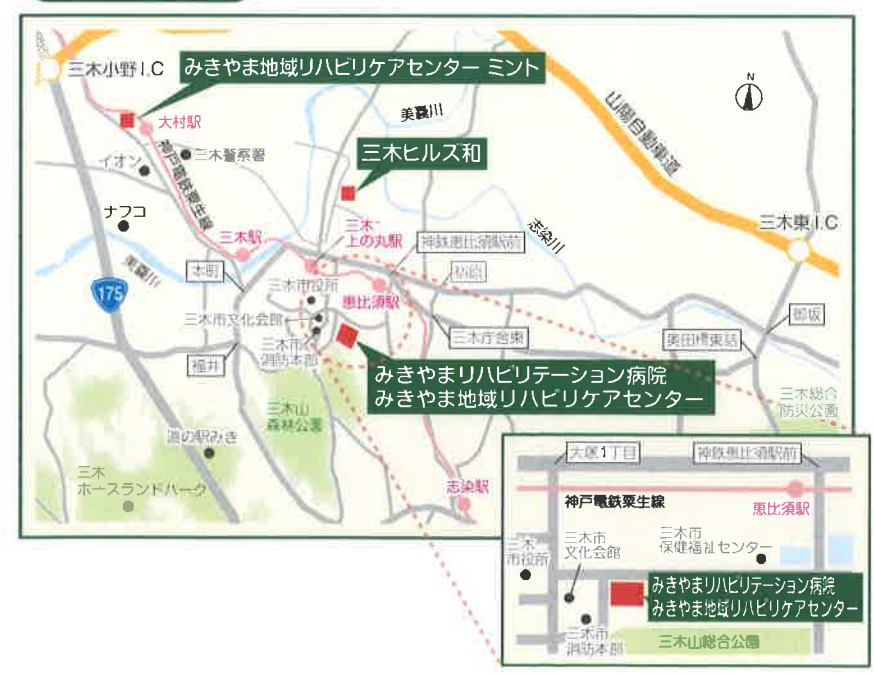 三木小野I.C
みきやま地域リハビリケアセンター ミント
大村駅
美嚢川
N
山陽自動車道
三木警察署
イオン
神戸電鉄粟生線
三木ヒルズ和
ナフコ
三木東I.C
三木駅
三木
上の丸駅
神鉄恵比須駅前
志染川
美嚢川
本町
三木市役所
恵比須駅
175
三木市文化会館
三木庁舎東
御坂
三木市
消防本部
福井
みきやまリハビリテーション病院
みきやま地域リハビリケアセンター
三木総合
防災公園
三木山
森林公園
道の駅みき
三木
ホースランドパーク
志染駅
大塚1丁目
神鉄恵比須駅前
神戸電鉄粟生線
恵比須駅
三木
市役所
三木市
文化会館
三木市
保健福祉センター
みきやまリハビリテーション病院
みきやま地域リハビリケアセンター
三木市
消防本部
三木山総合公園